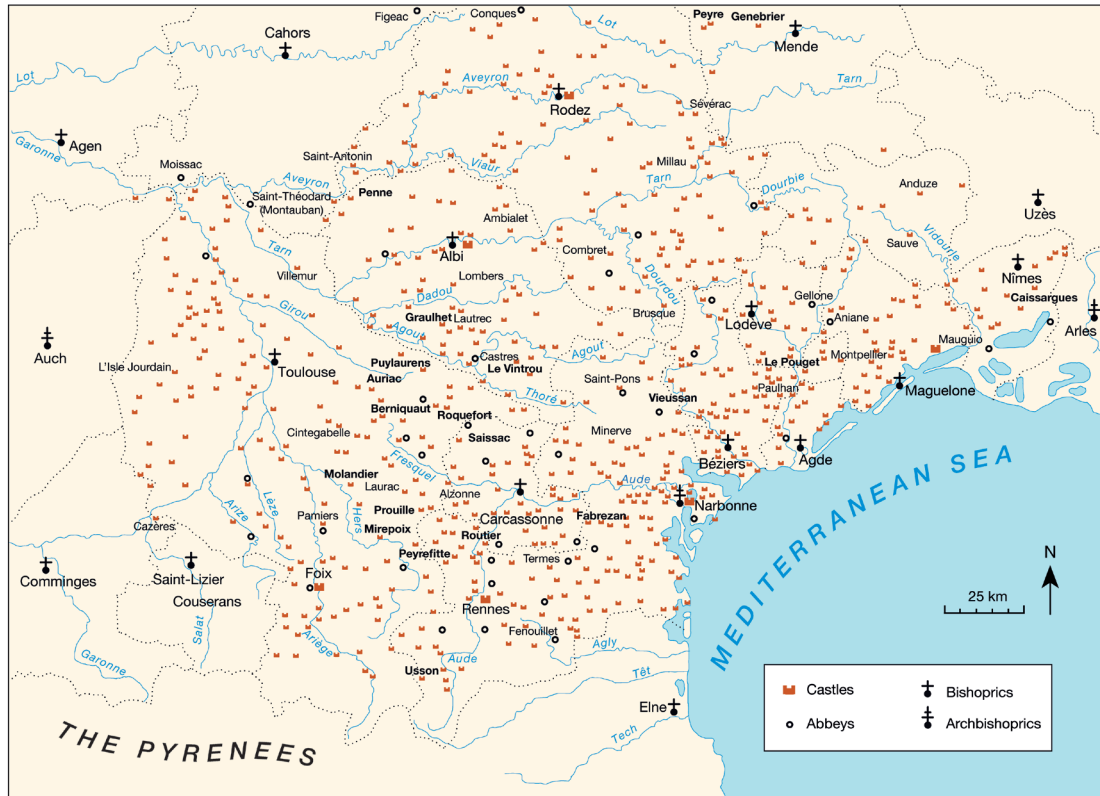 Figeac
Conques
Peyre
Genebrier
Cahors
Lot
Mende
Lot
Aveyron
Tarn
Rodez
Sévérac
Agen
Garonne
Moissac
Saint-Antonin
Viaur
Millau
Aveyron
Penne
Tarn
Dourbie
Anduze
Saint-Théodard
(Montauban)
Ambialet
Uzès
Vidourle
Tarn
Albi
Combret
Sauve
Villemur
Lombers
Dourdou
Nîmes
Dadou
Gellone
Caissargues
Girou
Graulhet
Lautrec
Brusque
Lodève
Aniane
Arles
Auch
Agout
Agout
Mauguio
L'Isle Jourdain
Toulouse
Puylaurens
Castres
Le Vintrou
Le Pouget
Montpellier
Auriac
Saint-Pons
Paulhan
Maguelone
Thoré
Vieussan
Berniquaut
Roquefort
Cintegabelle
Saissac
Minerve
Béziers
Agde
Fresquel
Molandier
Laurac
Alzonne
Aude
Narbonne
MEDITERRANEAN SEA
Lèze
Arize
Hers
Prouille
Carcassonne
Fabrezan
Cazères
Pamiers
Mirepoix
Routier
Peyrefitte
Termes
Comminges
Saint-Lizier
Foix
N
Couserans
Rennes
25 km
Salat
Ariège
Fenouillet
Agly
Garonne
Usson
Aude
Têt
Castles
Bishoprics
Elne
Abbeys
Archbishoprics
Tech
THE PYRENEES